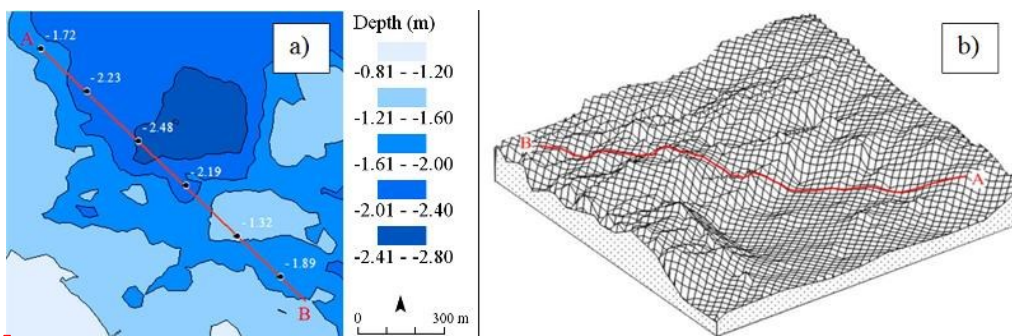 a)
A
- 1.72
- 2.23
- 2.48
- 2.19
- 1.32
- 1.89
B
Depth (m)
-0.81 - -1.20
-1.21 - -1.60
-1.61 - -2.00
-2.01 - -2.40
-2.41 - -2.80
0 300 m
b)
B
A